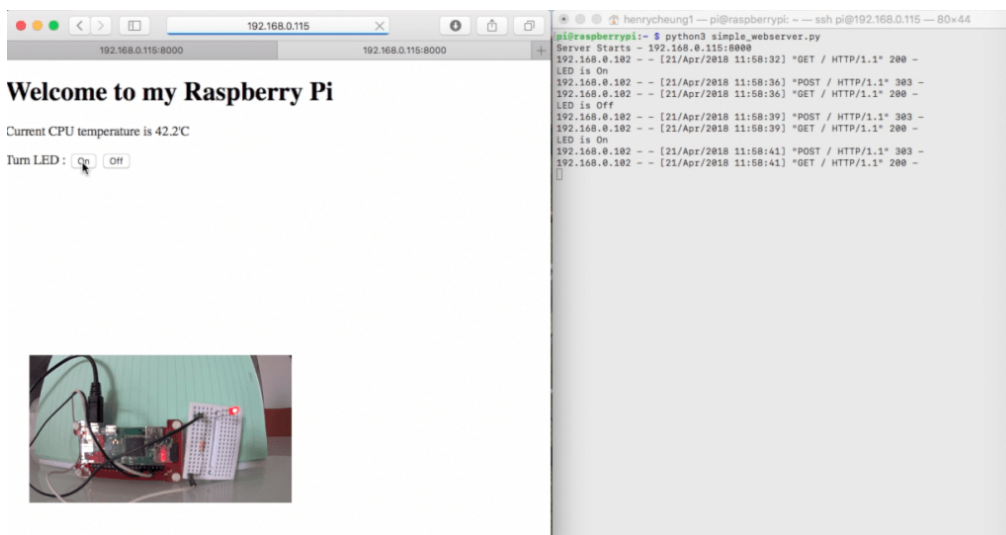 192.168.0.115
192.168.0.115:8000
192.168.0.115:8000
Welcome to my Raspberry Pi
Current CPU temperature is 42.2'C
Turn LED : On Off
henrycheung1 — pi@raspberrypi: ~ — ssh pi@192.168.0.115 — 80×44
pi@raspberrypi:~ $ python3 simple_webserver.py
Server Starts - 192.168.0.115:8000
192.168.0.102 - - [21/Apr/2018 11:58:32] "GET / HTTP/1.1" 200 -
LED is On
192.168.0.102 - - [21/Apr/2018 11:58:36] "POST / HTTP/1.1" 303 -
192.168.0.102 - - [21/Apr/2018 11:58:36] "GET / HTTP/1.1" 200 -
LED is Off
192.168.0.102 - - [21/Apr/2018 11:58:39] "POST / HTTP/1.1" 303 -
192.168.0.102 - - [21/Apr/2018 11:58:39] "GET / HTTP/1.1" 200 -
LED is On
192.168.0.102 - - [21/Apr/2018 11:58:41] "POST / HTTP/1.1" 303 -
192.168.0.102 - - [21/Apr/2018 11:58:41] "GET / HTTP/1.1" 200 -